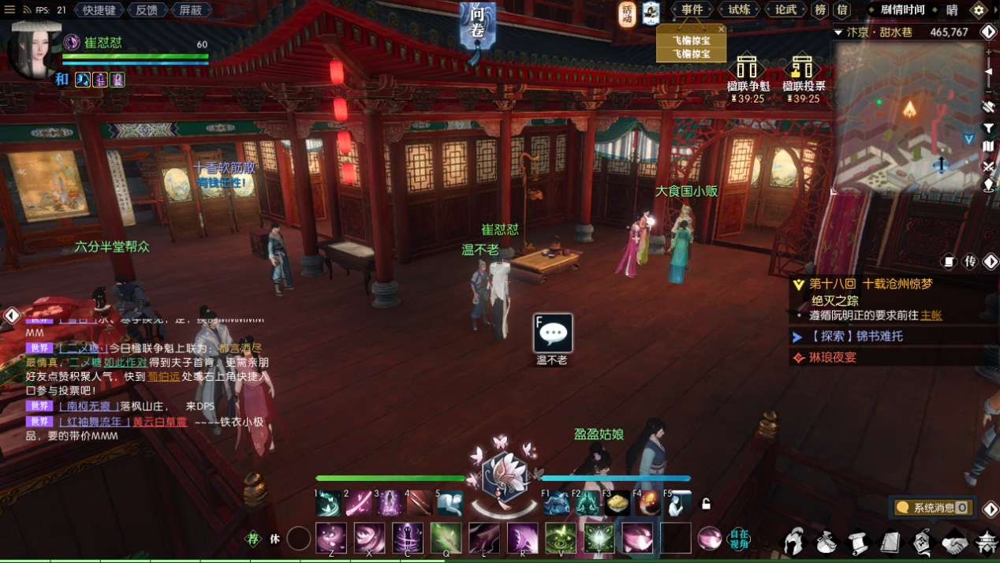 FPS: 21
快捷键
反馈
屏蔽
问卷
活动
事件
试炼
论武
榜
信
剧情时间
晴
崔怼怼
60
和
飞檐掠宝
飞檐掠宝
汴京·甜水巷
465,767
楹联争魁
39:25
楹联投票
39:25
十香软筋散
有钱任性!
六分半堂帮众
大食国小贩
崔怼怼
温不老
F
温不老
传
第十八回 十载沧州惊梦
绝灭之踪
遵循阮明正的要求前往主帐
【探索】锦书难托
琳琅夜宴
MM
世界 [二乄糖.]今日楹联争魁上联为：都言洒尽
最情真，二乄糖 如此作对 得到夫子首肯，更需亲朋
好友点赞积聚人气，快到 荀伯远 处或右上角快捷入
口参与投票吧！
世界 [南柯无痕]落枫山庄， 来DPS
世界 [红袖舞流年]黄云白草震 ~~~~铁衣小极
品，要的带价MMM
盈盈姑娘
1 2 3 4 5
F1 F2 F3 F4 F5
系统消息 O
荐
休
Z X C Q E R V T
自在
视角